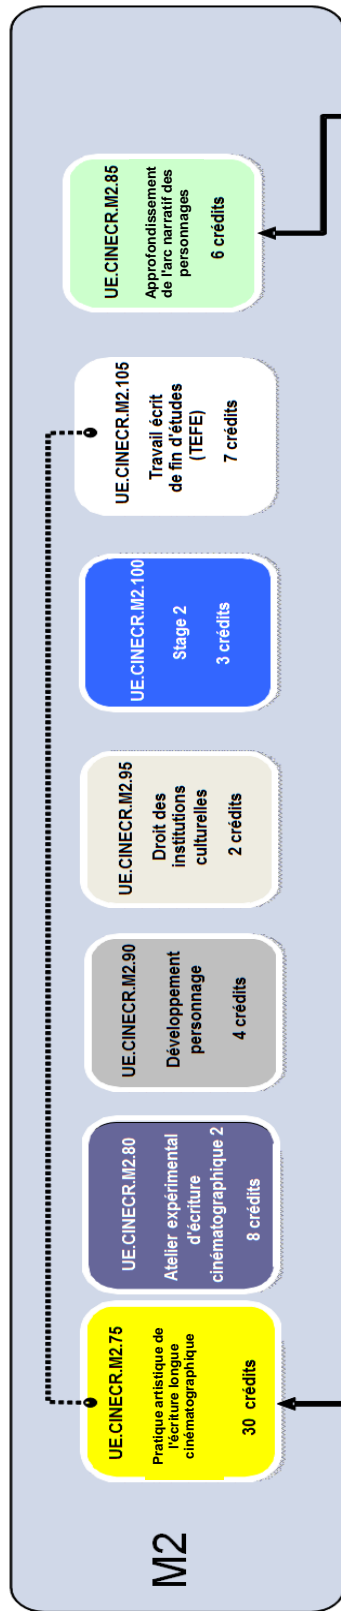 M2
UE.CINECR.M2.75
Pratique artistique de
l'écriture longue
cinématographique
30 crédits
UE.CINECR.M2.80
Atelier expérimental
d'écriture
cinématographique 2
8 crédits
UE.CINECR.M2.90
Développement
personnage
4 crédits
UE.CINECR.M2.95
Droit des
institutions
culturelles
2 crédits
UE.CINECR.M2.100
Stage 2
3 crédits
UE.CINECR.M2.105
Travail écrit
de fin d'études
(TEFE)
7 crédits
UE.CINECR.M2.85
Approfondissement
de l'arc narratif des
personnages
6 crédits